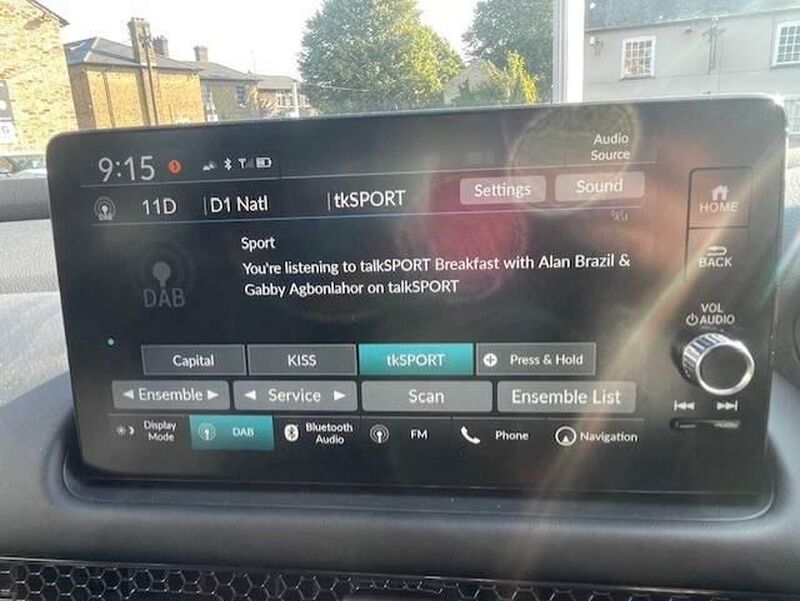 9:15
Audio
Source
11D D1 Natl tkSPORT Settings Sound
HOME
Sport
You're listening to talkSPORT Breakfast with Alan Brazil &
Gabby Agbonlahor on talkSPORT
BACK
DAB
VOL
AUDIO
Capital KISS tkSPORT Press & Hold
Ensemble Service Scan Ensemble List
Display
Mode
DAB
Bluetooth
Audio
FM Phone Navigation